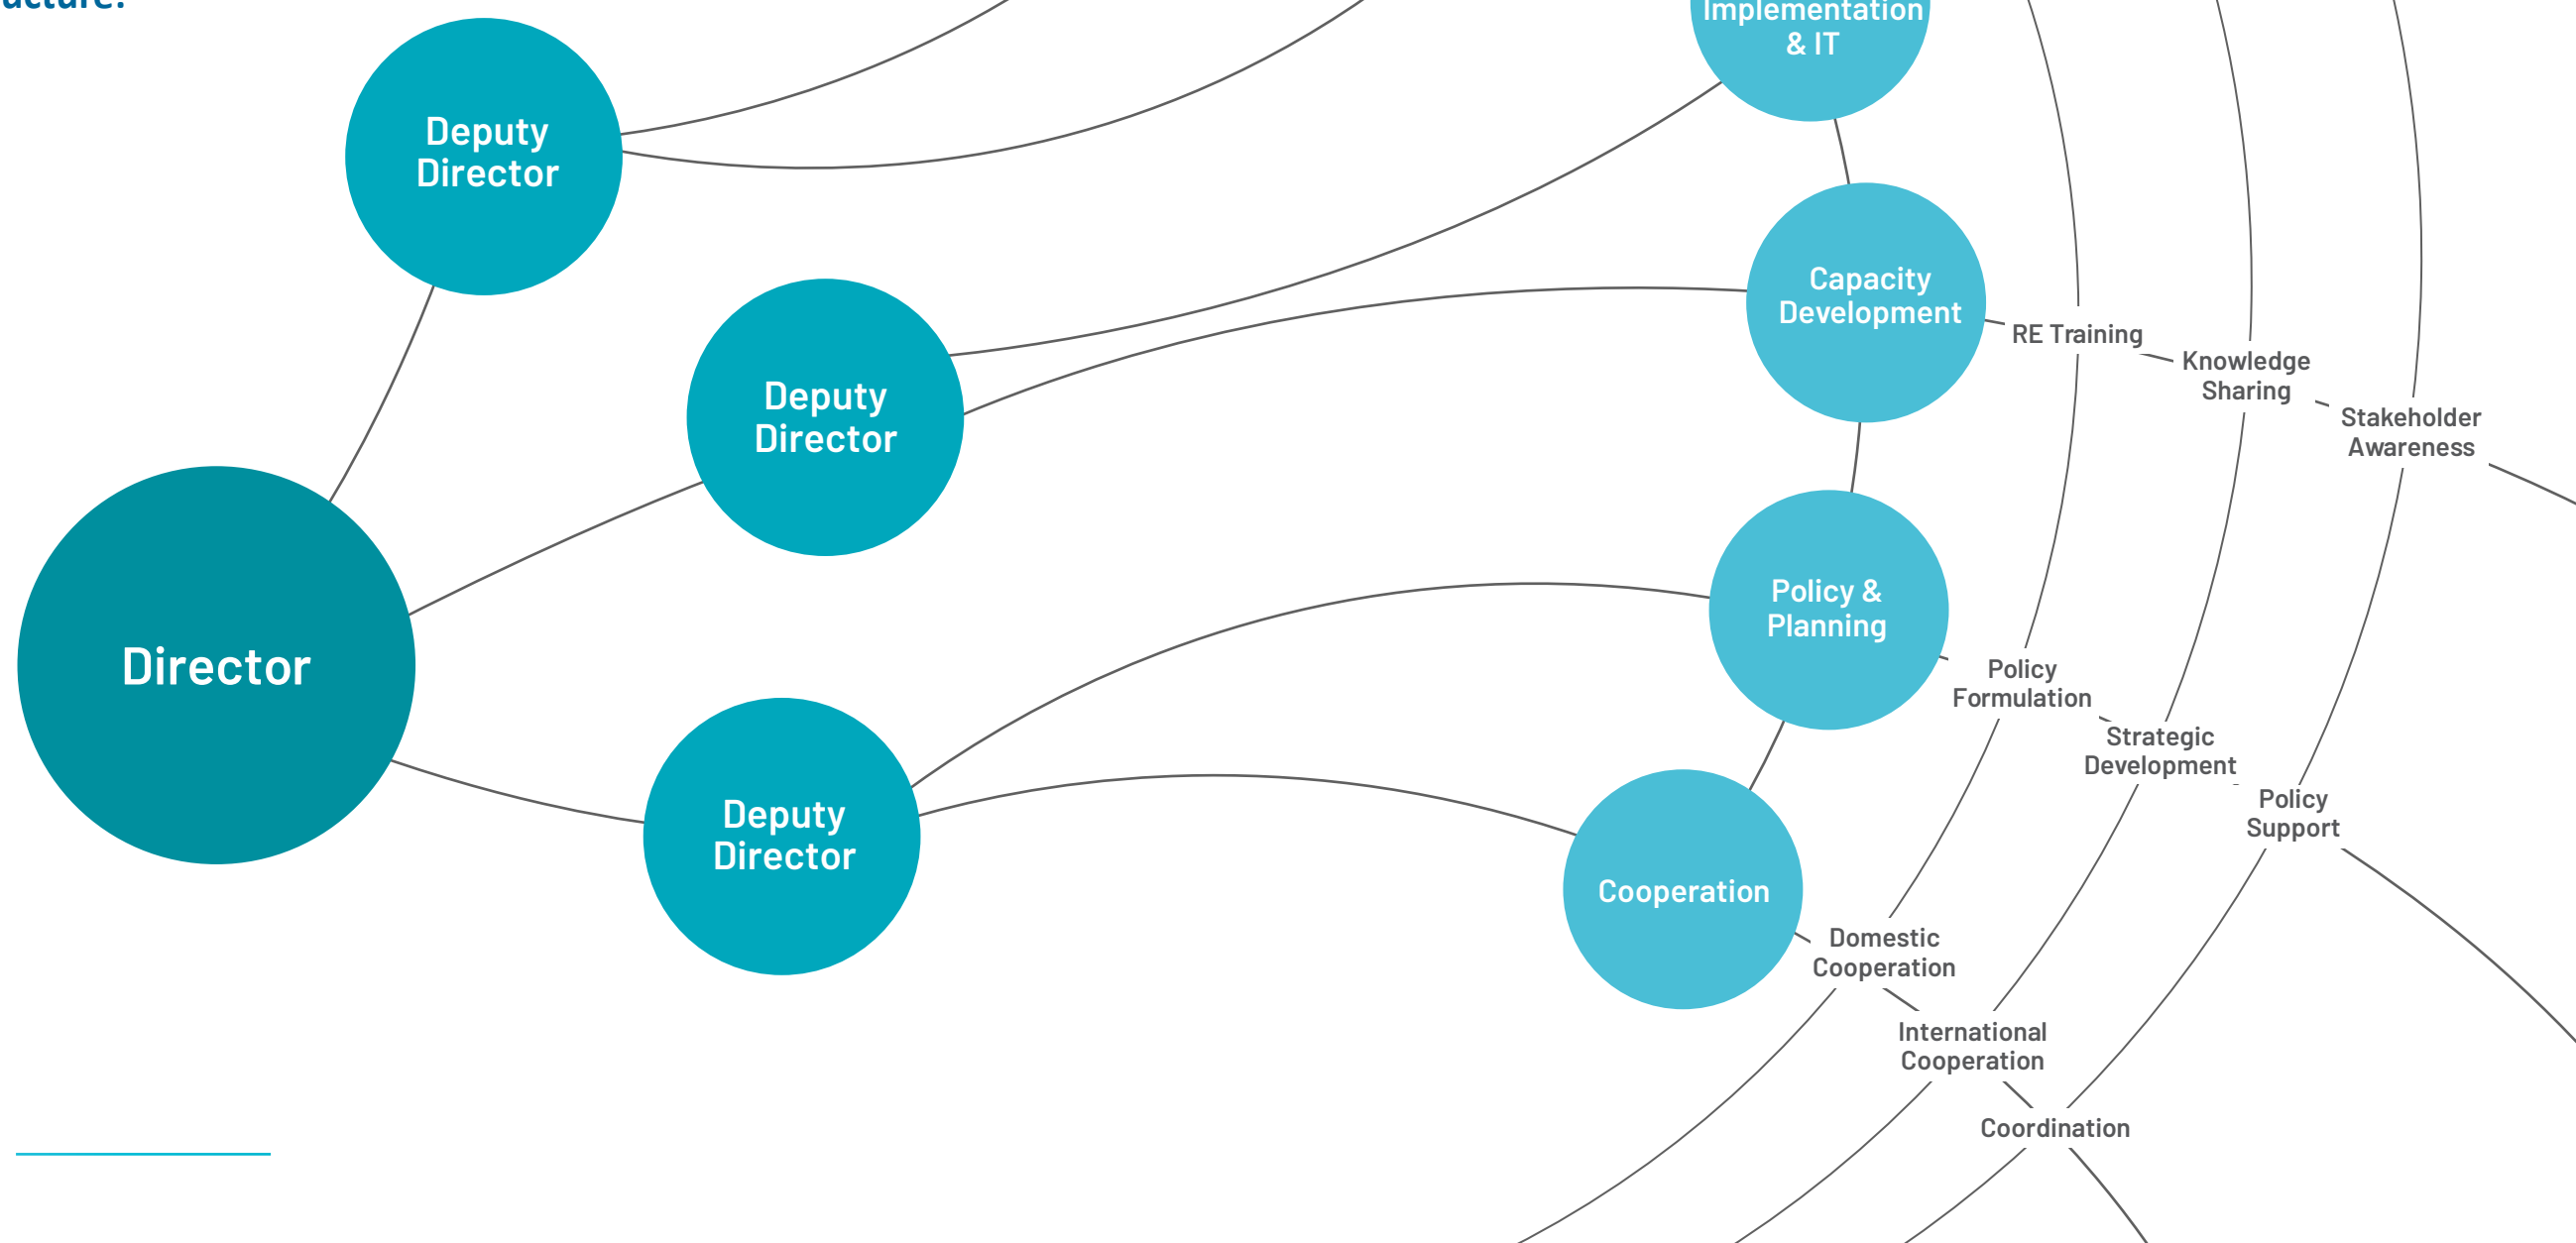 Implementation
& IT
Deputy
Director
Capacity
Development
RE Training
Knowledge
Sharing
Stakeholder
Awareness
Deputy
Director
Policy &
Planning
Director
Policy
Formulation
Strategic
Development
Policy
Support
Deputy
Director
Cooperation
Domestic
Cooperation
International
Cooperation
Coordination